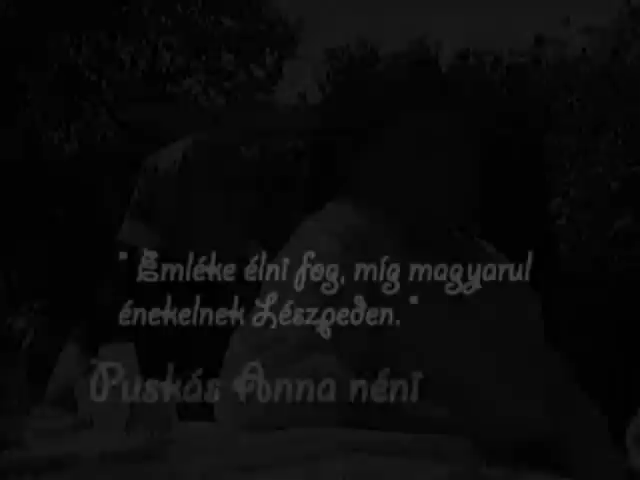 " Emléke élni fog, míg magyarul
énekelnek Lészpeden. "
Puskás Anna néni